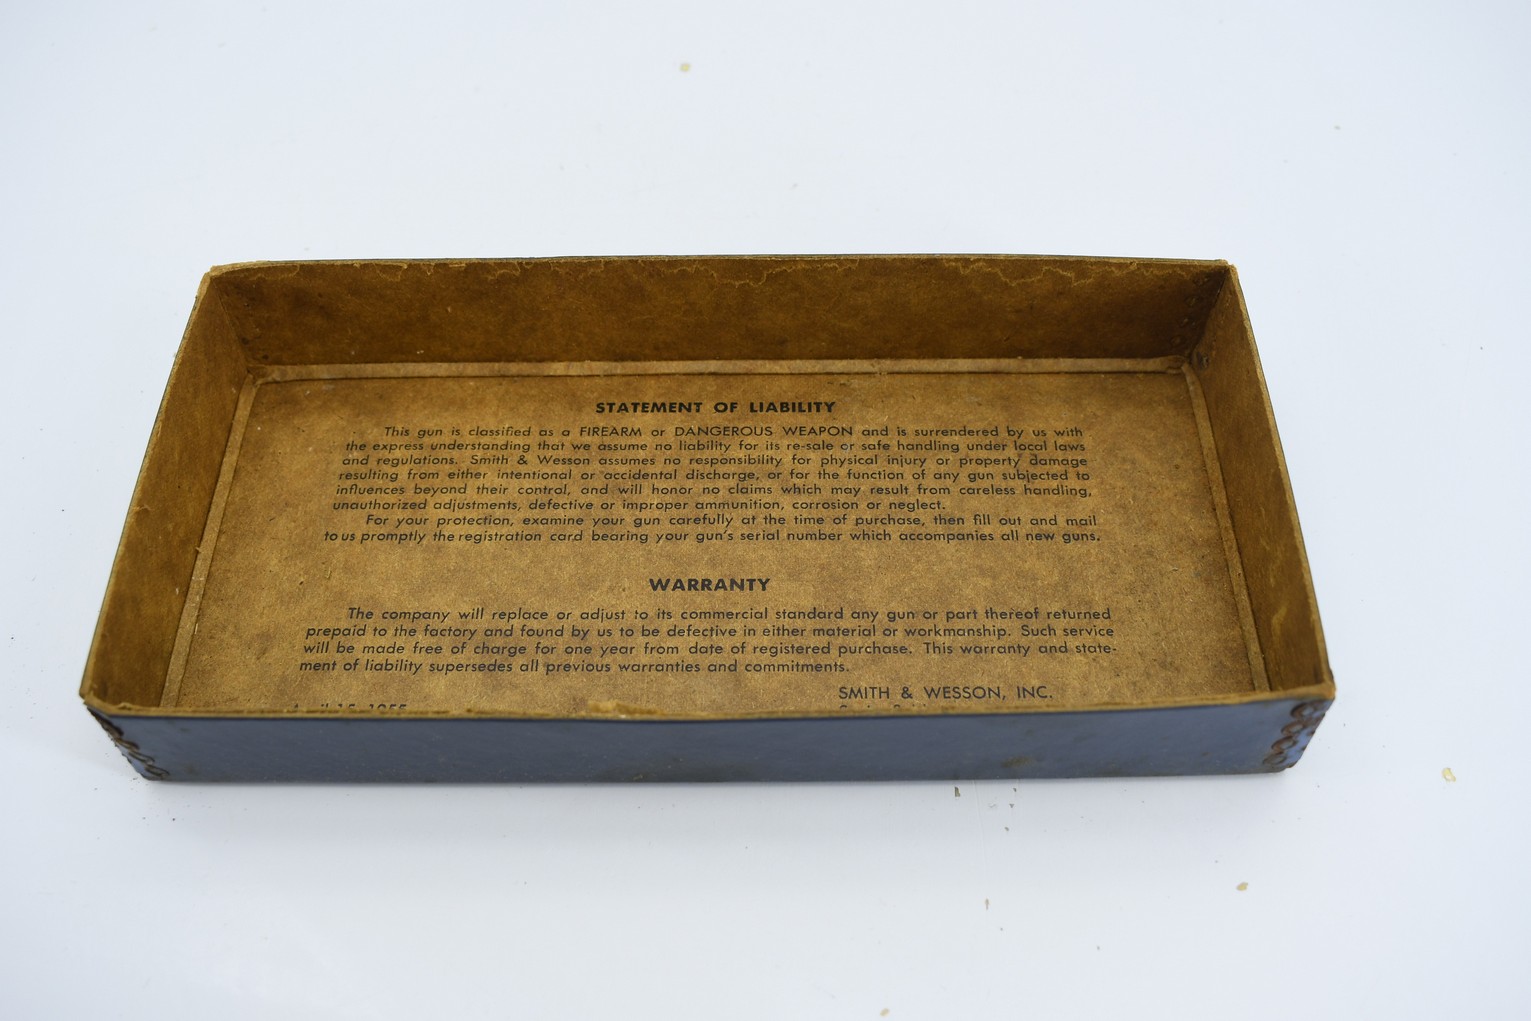 STATEMENT OF LIABILITY
This gun is classified as a FIREARM or DANGEROUS WEAPON and is surrendered by us with
the express understanding that we assume no liability for its re-sale or safe handling under local laws
and regulations. Smith & Wesson assumes no responsibility for physical injury or property damage
resulting from either intentional or accidental discharge, or for the function of any gun subjected to
influences beyond their control, and will honor no claims which may result from careless handling,
unauthorized adjustments, defective or improper ammunition, corrosion or neglect.
For your protection, examine your gun carefully at the time of purchase, then fill out and mail
to us promptly the registration card bearing your gun's serial number which accompanies all new guns.
WARRANTY
The company will replace or adjust to its commercial standard any gun or part thereof returned
prepaid to the factory and found by us to be defective in either material or workmanship. Such service
will be made free of charge for one year from date of registered purchase. This warranty and state-
ment of liability supersedes all previous warranties and commitments.
SMITH & WESSON, INC.
April 15, 1955